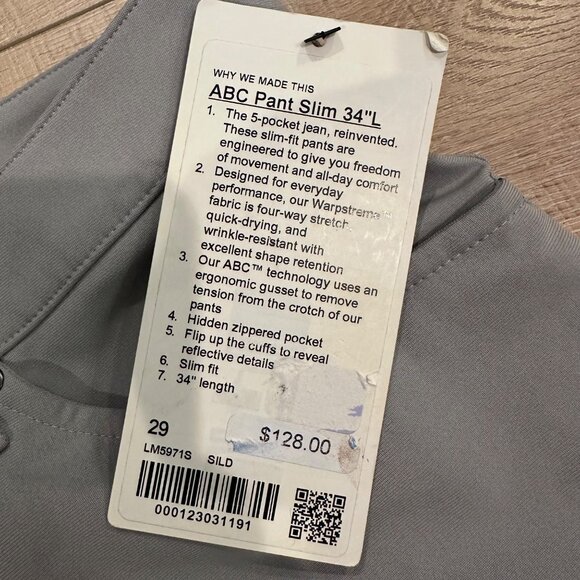 WHY WE MADE THIS
ABC Pant Slim 34"L
1. The 5-pocket jean, reinvented.
These slim-fit pants are
engineered to give you freedom
of movement and all-day comfort
2. Designed for everyday
performance, our Warpstreme™
fabric is four-way stretch,
quick-drying, and
wrinkle-resistant with
excellent shape retention
3. Our ABC™ technology uses an
ergonomic gusset to remove
tension from the crotch of our
pants
4. Hidden zippered pocket
5. Flip up the cuffs to reveal
reflective details
6. Slim fit
7. 34" length
29
$128.00
LM5971S SILD
000123031191